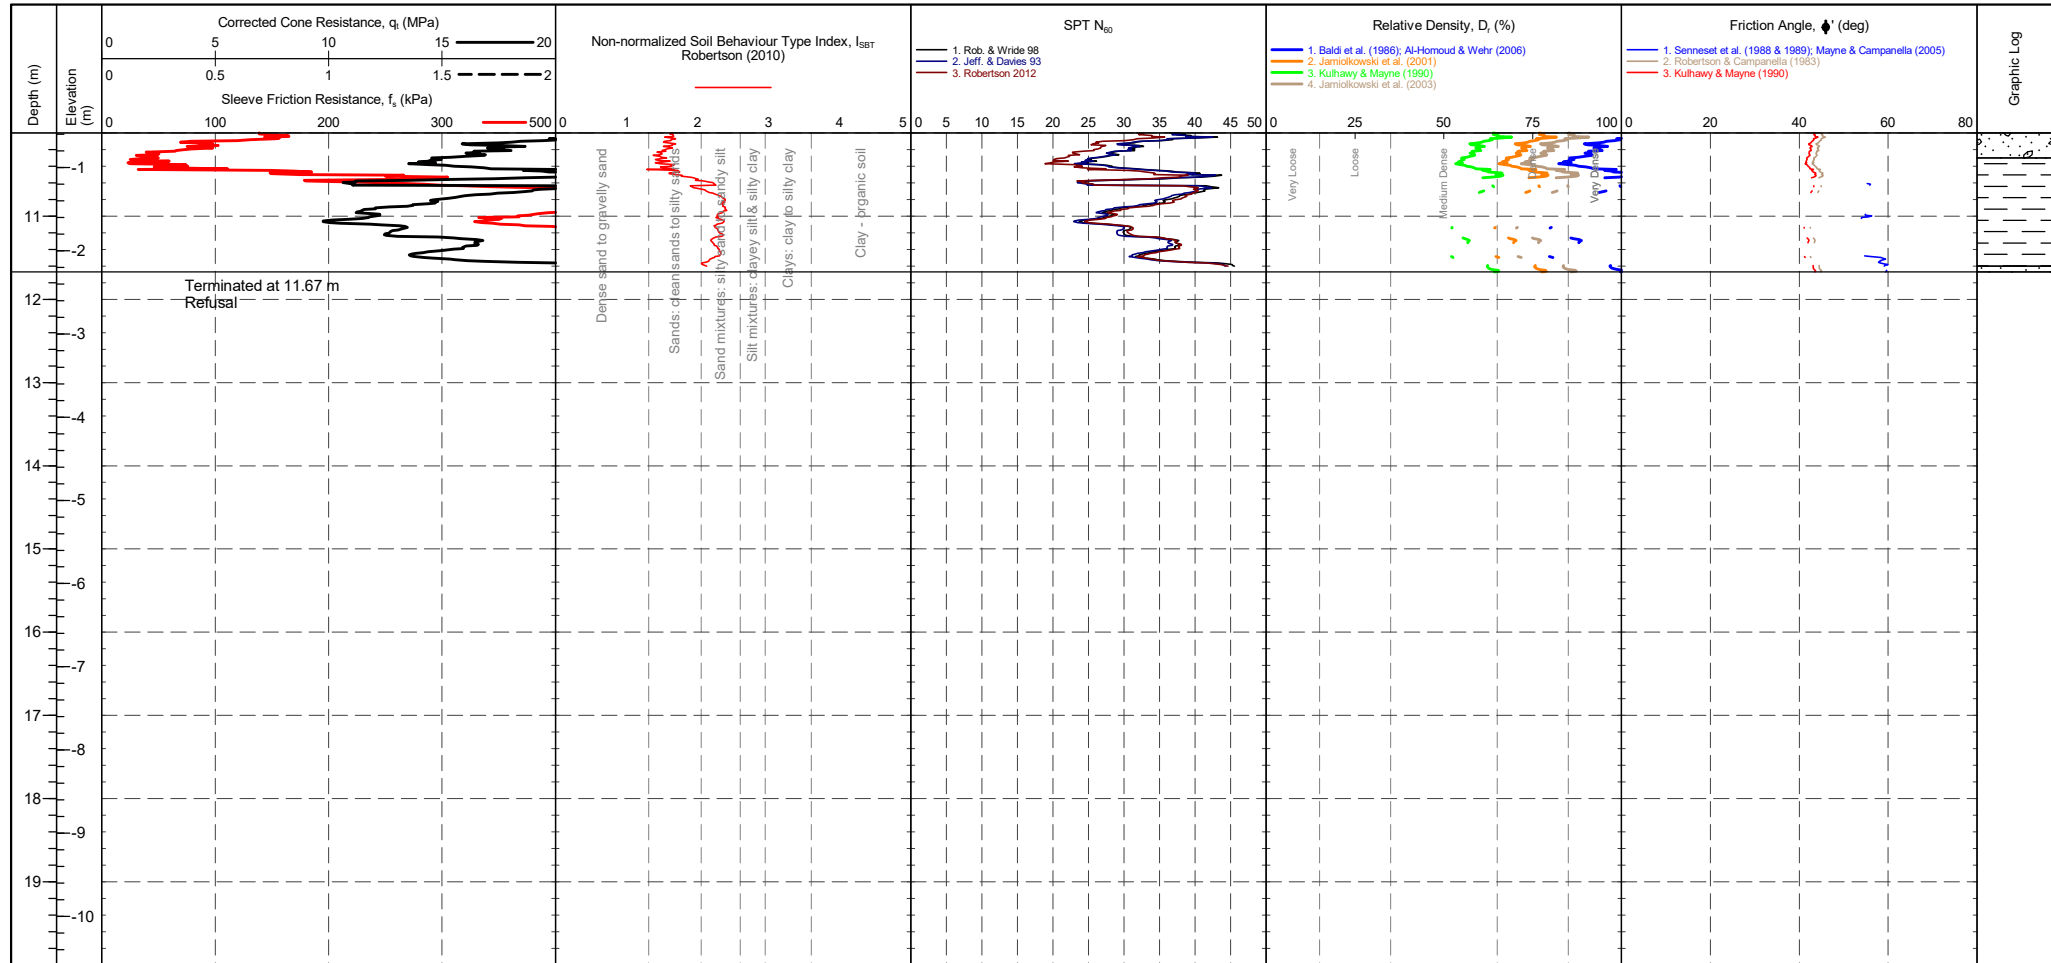 Depth (m)
Elevation (m)
Corrected Cone Resistance, qt (MPa)
0 5 10 15 20
0 0.5 1 1.5 2
Sleeve Friction Resistance, fs (kPa)
0 100 200 300 400 500
Non-normalized Soil Behaviour Type Index, ISBT
Robertson (2010)
0 1 2 3 4 5
SPT N60
1. Rob. & Wride 98
2. Jeff. & Davies 93
3. Robertson 2012
0 5 10 15 20 25 30 35 40 45 50
Relative Density, Dr (%)
1. Baldi et al. (1986); Al-Homoud & Wehr (2006)
2. Jamiolkowski et al. (2001)
3. Kulhawy & Mayne (1990)
4. Jamiolkowski et al. (2003)
0 25 50 75 100
Friction Angle, ϕ' (deg)
1. Senneset et al. (1988 & 1989); Mayne & Campanella (2005)
2. Robertson & Campanella (1983)
3. Kulhawy & Mayne (1990)
0 20 40 60 80
Graphic Log
Dense sand to gravelly sand
Sands: clean sands to silty sands
Sand mixtures: silty sand to sandy silt
Silt mixtures: clayey silt & silty clay
Clays: clay to silty clay
Clay - organic soil
Very Loose
Loose
Medium Dense
Dense
Very Dense
-1
11
-2
Terminated at 11.67 m
Refusal
12
-3
13
-4
14
-5
15
-6
16
-7
17
-8
18
-9
19
-10